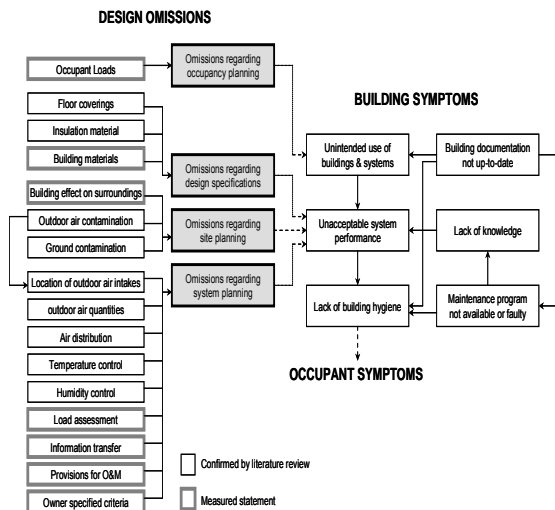 DESIGN OMISSIONS
Occupant Loads
Omissions regarding
occupancy planning
Floor coverings
Insulation material
Building materials
Omissions regarding
design specifications
Building effect on surroundings
Outdoor air contamination
Ground contamination
Omissions regarding
site planning
Location of outdoor air intakes
outdoor air quantities
Air distribution
Temperature control
Humidity control
Load assessment
Information transfer
Provisions for O&M
Owner specified criteria
Omissions regarding
system planning
BUILDING SYMPTOMS
Unintended use of
buildings & systems
Building documentation
not up-to-date
Unacceptable system
performance
Lack of knowledge
Lack of building hygiene
Maintenance program
not available or faulty
OCCUPANT SYMPTOMS
Confirmed by literature review
Measured statement